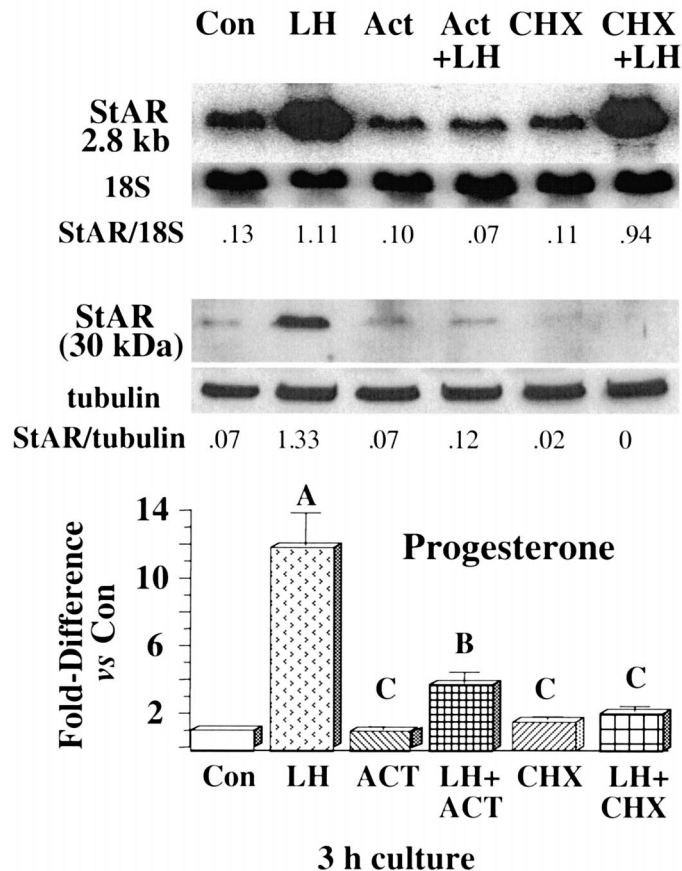 Con LH Act Act +LH CHX CHX +LH
StAR
2.8 kb
18S
StAR/18S .13 1.11 .10 .07 .11 .94
StAR
(30 kDa)
tubulin
StAR/tubulin .07 1.33 .07 .12 .02 0
Fold-Difference
vs Con
14
12
6
2
Progesterone
A
C
B
C
C
Con LH ACT LH+ ACT CHX LH+ CHX
3 h culture